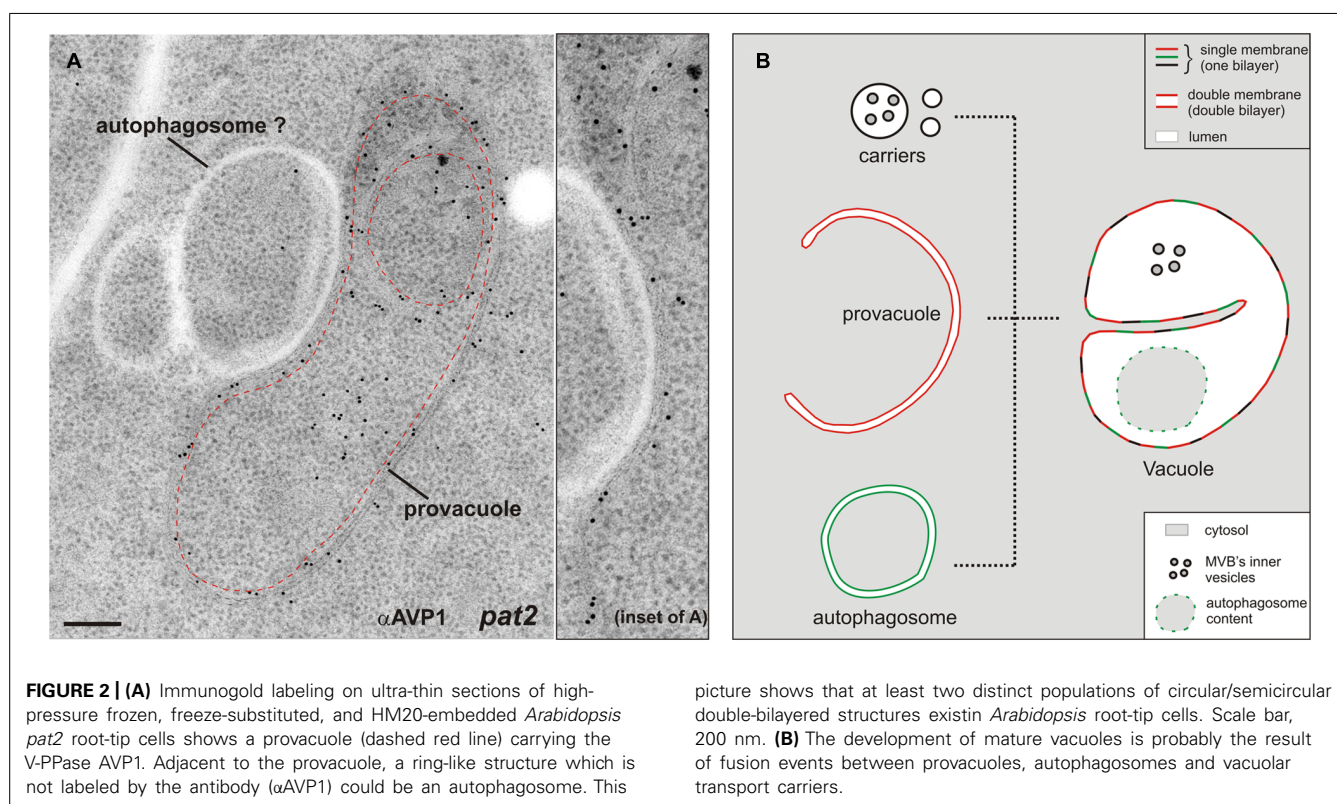 A
autophagosome ?
provacuole
αAVP1 pat2
(inset of A)
B
single membrane
(one bilayer)
double membrane
(double bilayer)
lumen
carriers
provacuole
autophagosome
Vacuole
cytosol
MVB's inner
vesicles
autophagosome
content
FIGURE 2 | (A) Immunogold labeling on ultra-thin sections of high-
pressure frozen, freeze-substituted, and HM20-embedded Arabidopsis
pat2 root-tip cells shows a provacuole (dashed red line) carrying the
V-PPase AVP1. Adjacent to the provacuole, a ring-like structure which is
not labeled by the antibody (αAVP1) could be an autophagosome. This
picture shows that at least two distinct populations of circular/semicircular
double-bilayered structures existin Arabidopsis root-tip cells. Scale bar,
200 nm. (B) The development of mature vacuoles is probably the result
of fusion events between provacuoles, autophagosomes and vacuolar
transport carriers.